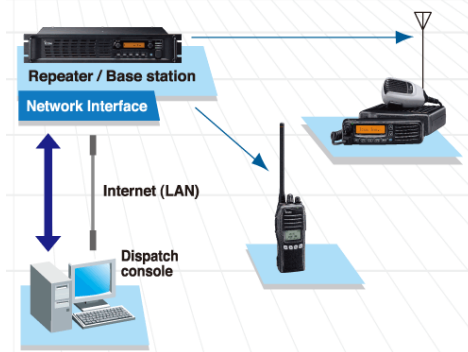 Repeater / Base station
Network Interface
Internet (LAN)
Dispatch
console